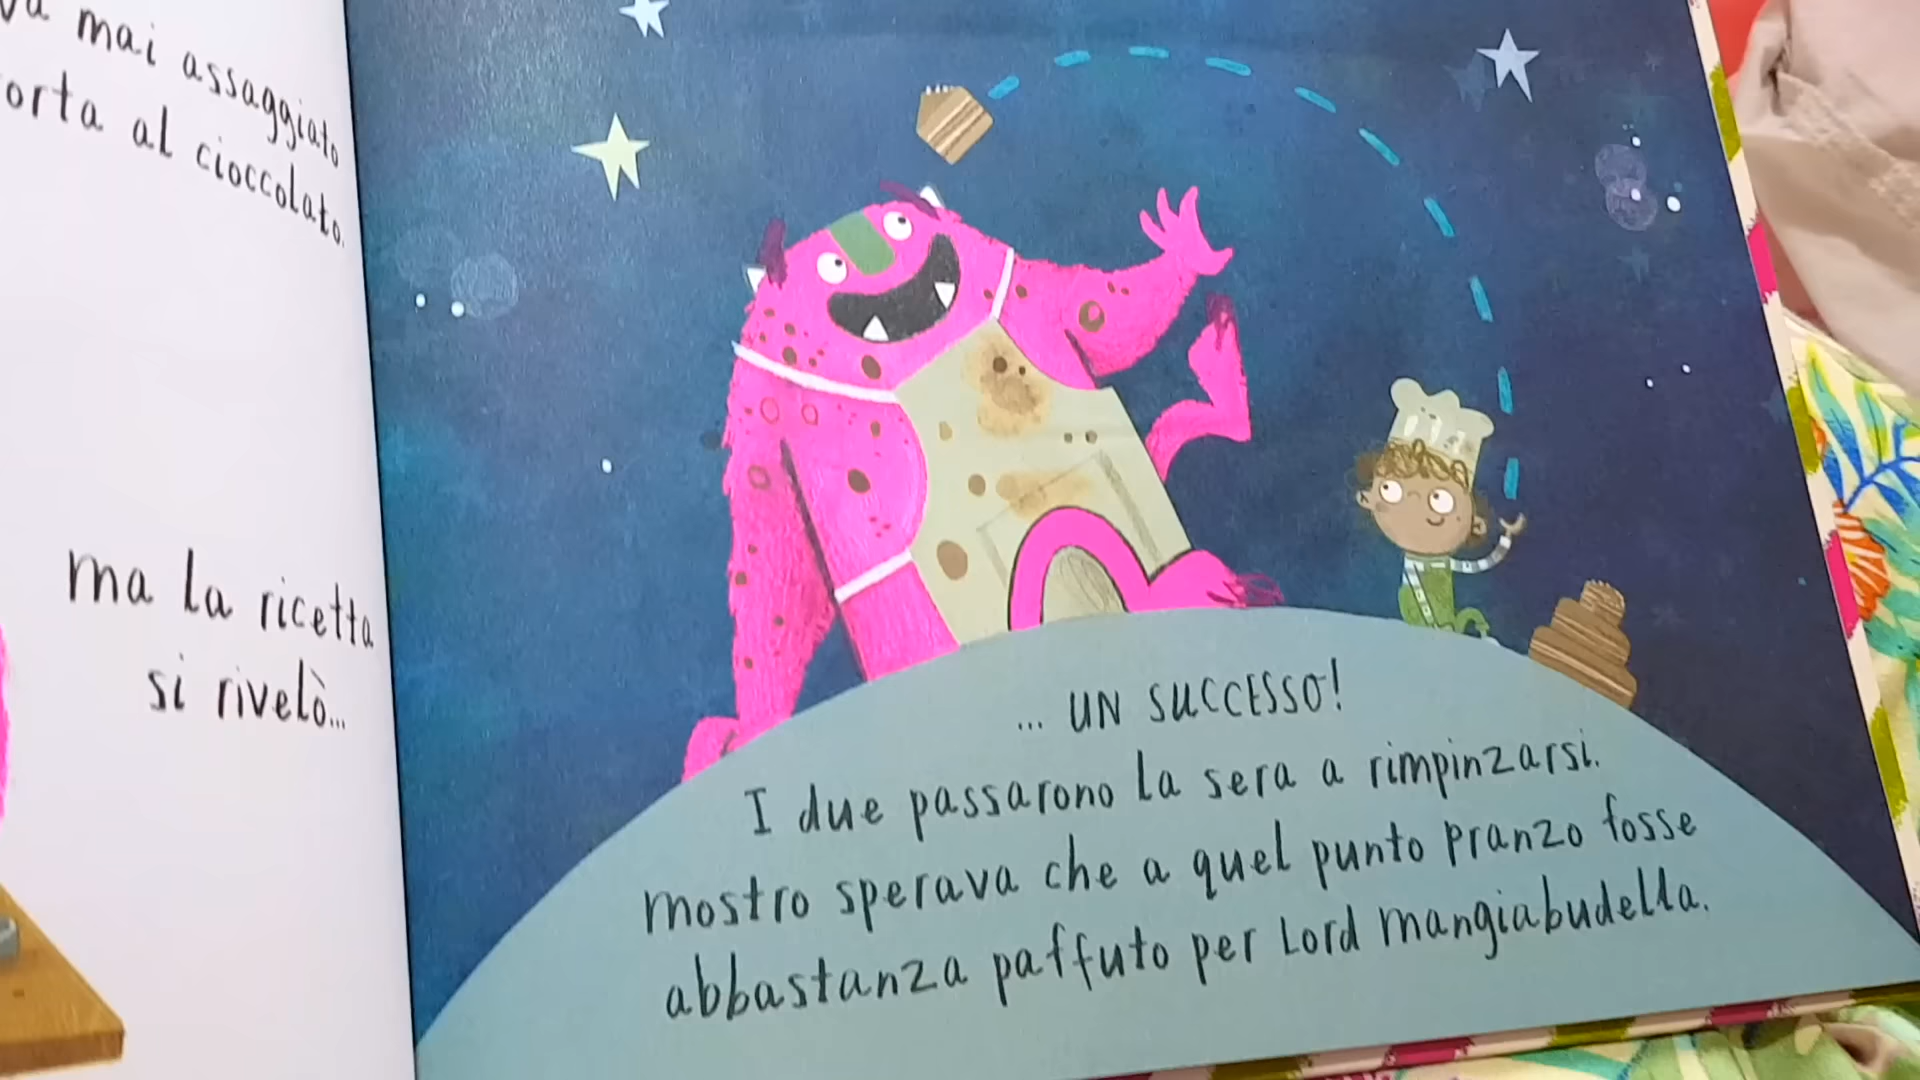 mai assaggiato
al cioccolato.
ma la ricetta
si rivelò...
... UN SUCCESSO!
I due passarono la sera a rimpinzarsi.
Mostro sperava che a quel punto Pranzo fosse
abbastanza paffuto per Lord Mangiabudella.